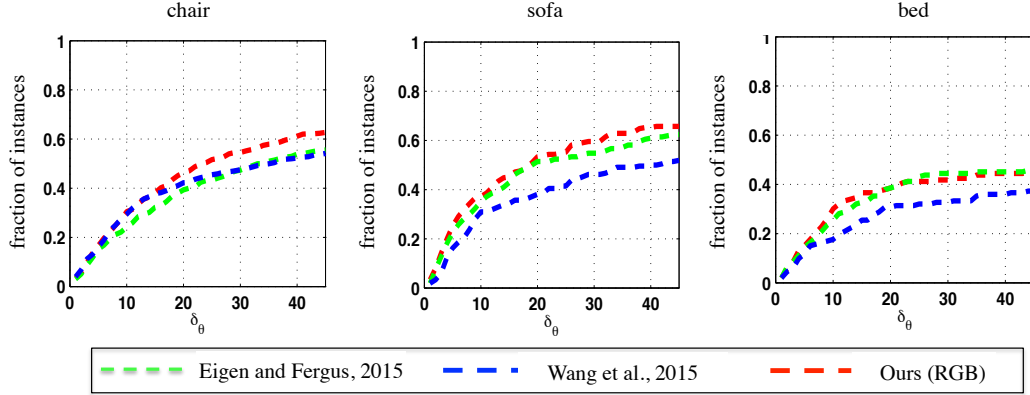 chair
sofa
bed
fraction of instances
1
0.8
0.6
0.4
0.2
0
0 10 20 30 40
δθ
fraction of instances
1
0.8
0.6
0.4
0.2
0
0 10 20 30 40
δθ
fraction of instances
1
0.8
0.6
0.4
0.2
0
0 10 20 30 40
δθ
Eigen and Fergus, 2015
Wang et al., 2015
Ours (RGB)